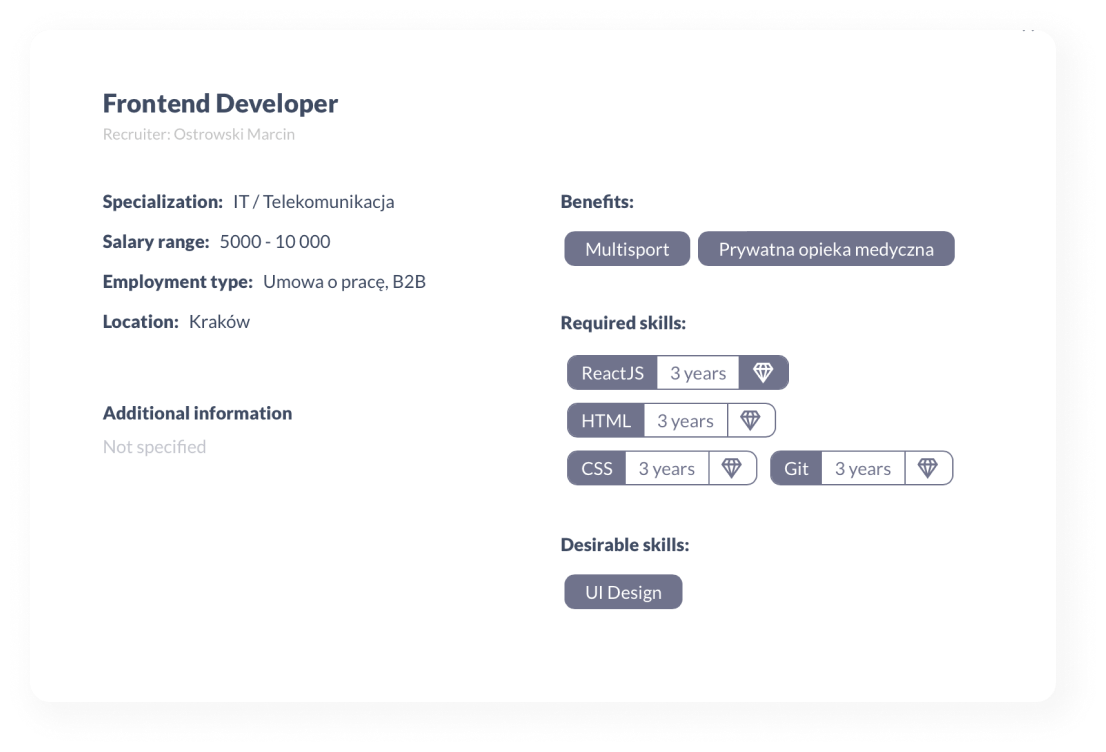 Frontend Developer
Recruiter: Ostrowski Marcin
Specialization: IT / Telekomunikacja
Salary range: 5000 - 10 000
Employment type: Umowa o pracę, B2B
Location: Kraków
Additional information
Not specified
Benefits:
Multisport Prywatna opieka medyczna
Required skills:
ReactJS 3 years
HTML 3 years
CSS 3 years Git 3 years
Desirable skills:
UI Design